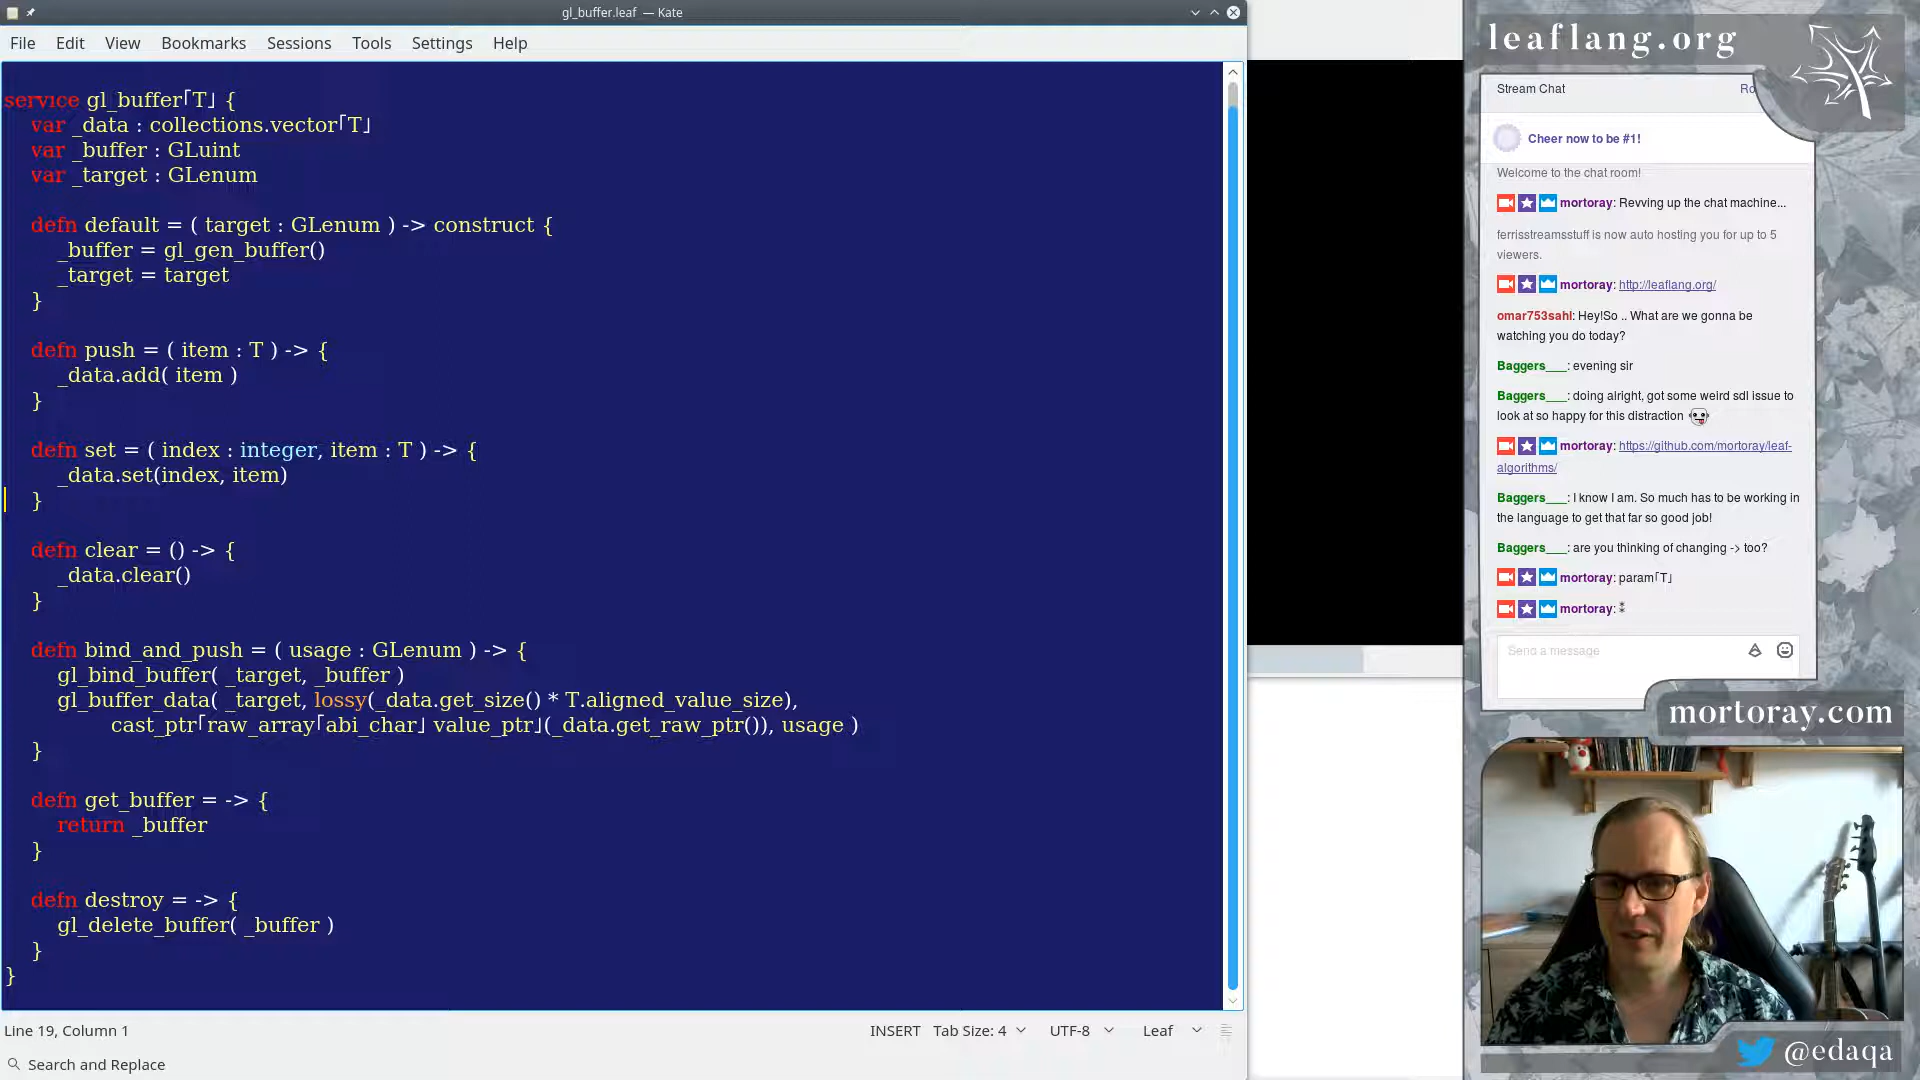 gl_buffer.leaf — Kate
File Edit View Bookmarks Sessions Tools Settings Help
service gl_buffer｢T｣ {
var _data : collections.vector｢T｣
var _buffer : GLuint
var _target : GLenum
defn default = ( target : GLenum ) -> construct {
_buffer = gl_gen_buffer()
_target = target
}
defn push = ( item : T ) -> {
_data.add( item )
}
defn set = ( index : integer, item : T ) -> {
_data.set(index, item)
}
defn clear = () -> {
_data.clear()
}
defn bind_and_push = ( usage : GLenum ) -> {
gl_bind_buffer( _target, _buffer )
gl_buffer_data( _target, lossy(_data.get_size() * T.aligned_value_size),
cast_ptr｢raw_array｢abi_char｣ value_ptr｣(_data.get_raw_ptr()), usage )
}
defn get_buffer = -> {
return _buffer
}
defn destroy = -> {
gl_delete_buffer( _buffer )
}
}
Line 19, Column 1 INSERT Tab Size: 4 UTF-8 Leaf
Search and Replace
leaflang.org
Stream Chat Ro
Cheer now to be #1!
Welcome to the chat room!
mortoray: Revving up the chat machine...
ferrisstreamsstuff is now auto hosting you for up to 5
viewers.
mortoray: http://leaflang.org/
omar753sahl: Hey!So .. What are we gonna be
watching you do today?
Baggers___: evening sir
Baggers___: doing alright, got some weird sdl issue to
look at so happy for this distraction
mortoray: https://github.com/mortoray/leaf-
algorithms/
Baggers___: I know I am. So much has to be working in
the language to get that far so good job!
Baggers___: are you thinking of changing -> too?
mortoray: param｢T｣
mortoray: ⁑
Send a message
mortoray.com
@edaqa